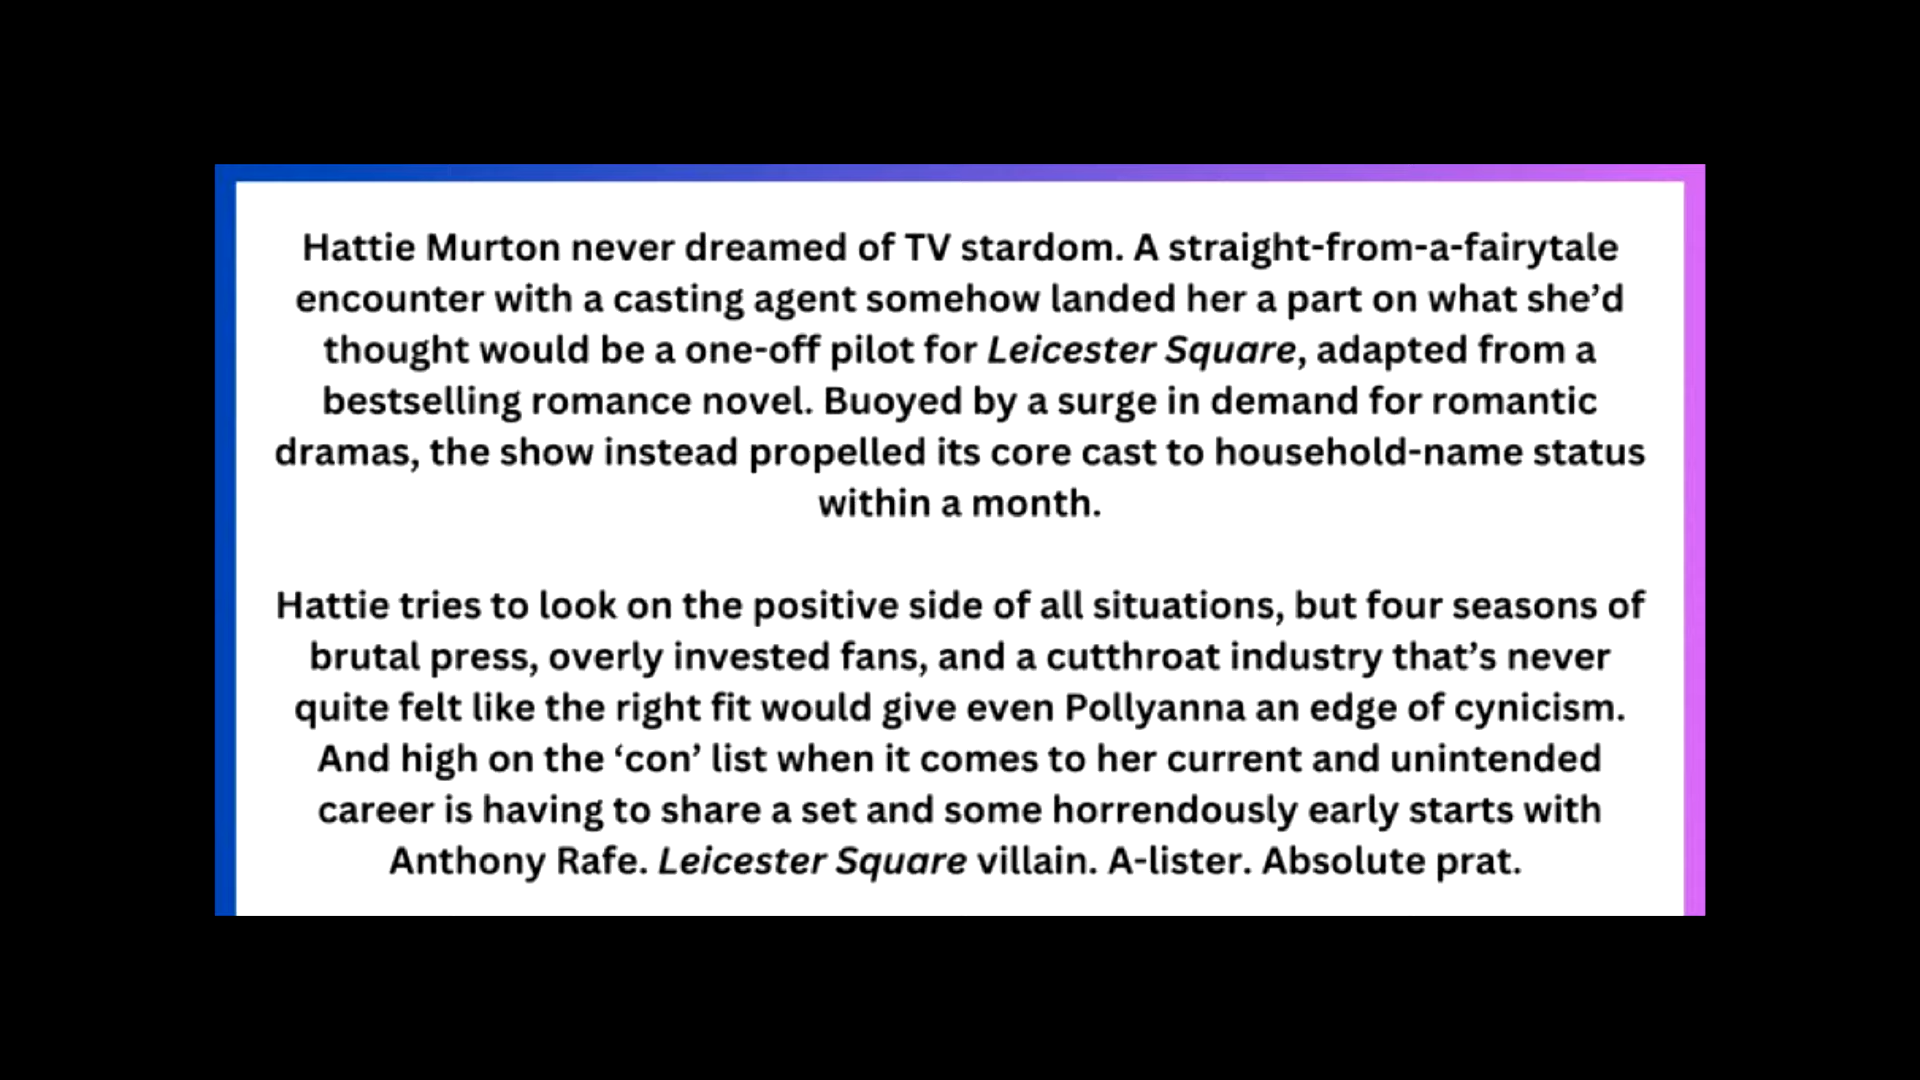 Hattie Murton never dreamed of TV stardom. A straight-from-a-fairytale
encounter with a casting agent somehow landed her a part on what she’d
thought would be a one-off pilot for Leicester Square, adapted from a
bestselling romance novel. Buoyed by a surge in demand for romantic
dramas, the show instead propelled its core cast to household-name status
within a month.
Hattie tries to look on the positive side of all situations, but four seasons of
brutal press, overly invested fans, and a cutthroat industry that’s never
quite felt like the right fit would give even Pollyanna an edge of cynicism.
And high on the ‘con’ list when it comes to her current and unintended
career is having to share a set and some horrendously early starts with
Anthony Rafe. Leicester Square villain. A-lister. Absolute prat.